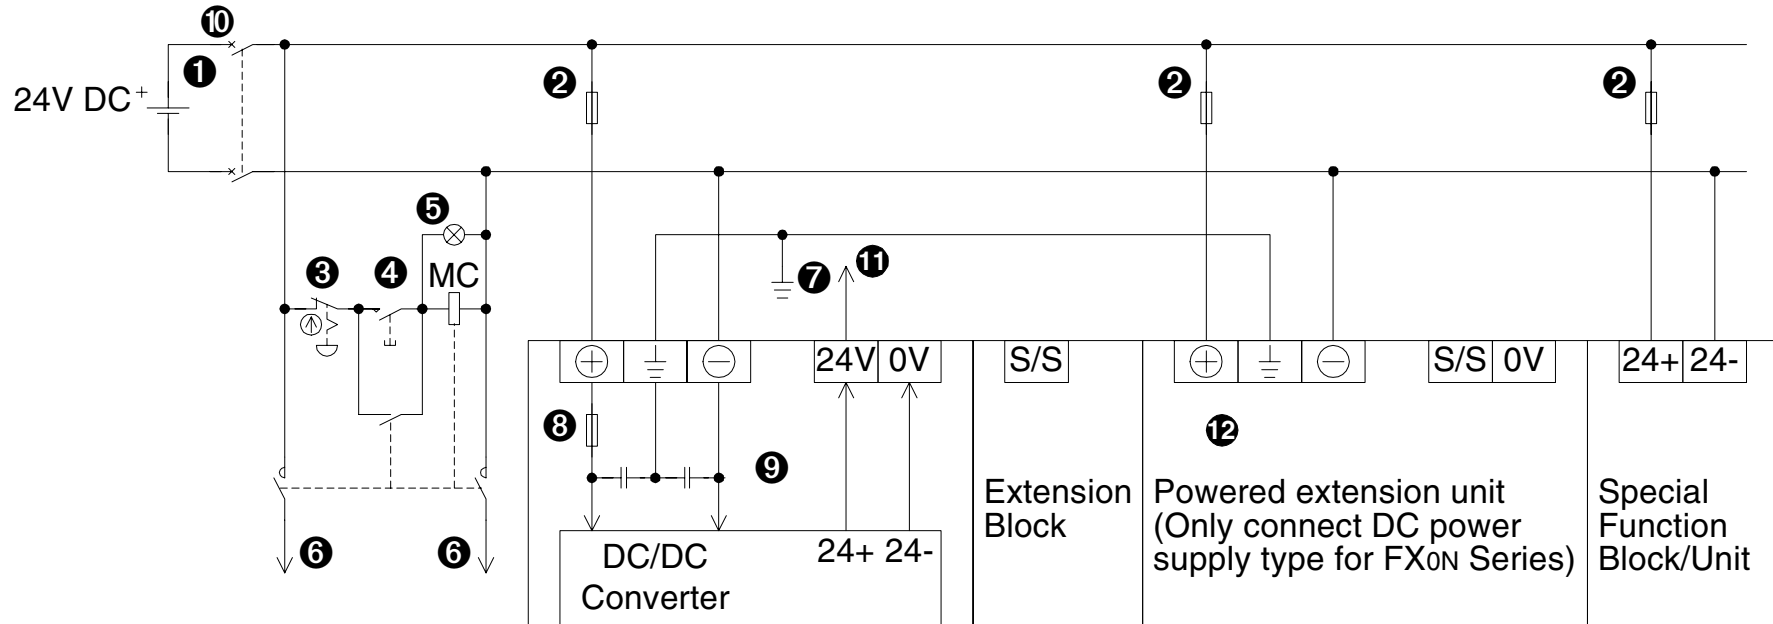 ❿
❶
❷
❷
❷
24V DC +
❺
❸
❹
MC
❼
⓫
24V
0V
S/S
S/S
0V
24+
24-
❽
❾
⓬
Extension
Block
Powered extension unit
(Only connect DC power
supply type for FX0N Series)
Special
Function
Block/Unit
❻
❻
DC/DC
Converter
24+
24-